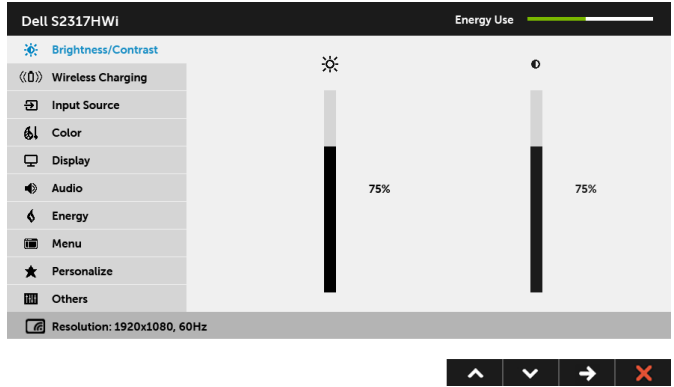 Dell S2317HWi
Energy Use
Brightness/Contrast
Wireless Charging
Input Source
Color
Display
Audio
Energy
Menu
Personalize
Others
75%
75%
Resolution: 1920x1080, 60Hz